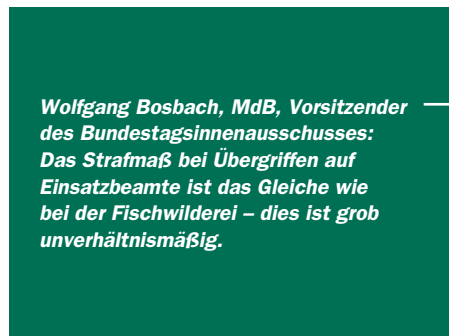 Wolfgang Bosbach, MdB, Vorsitzender
des Bundestagsinnenausschusses:
Das Strafmaß bei Übergriffen auf
Einsatzbeamte ist das Gleiche wie
bei der Fischwilderei – dies ist grob
unverhältnismäßig.